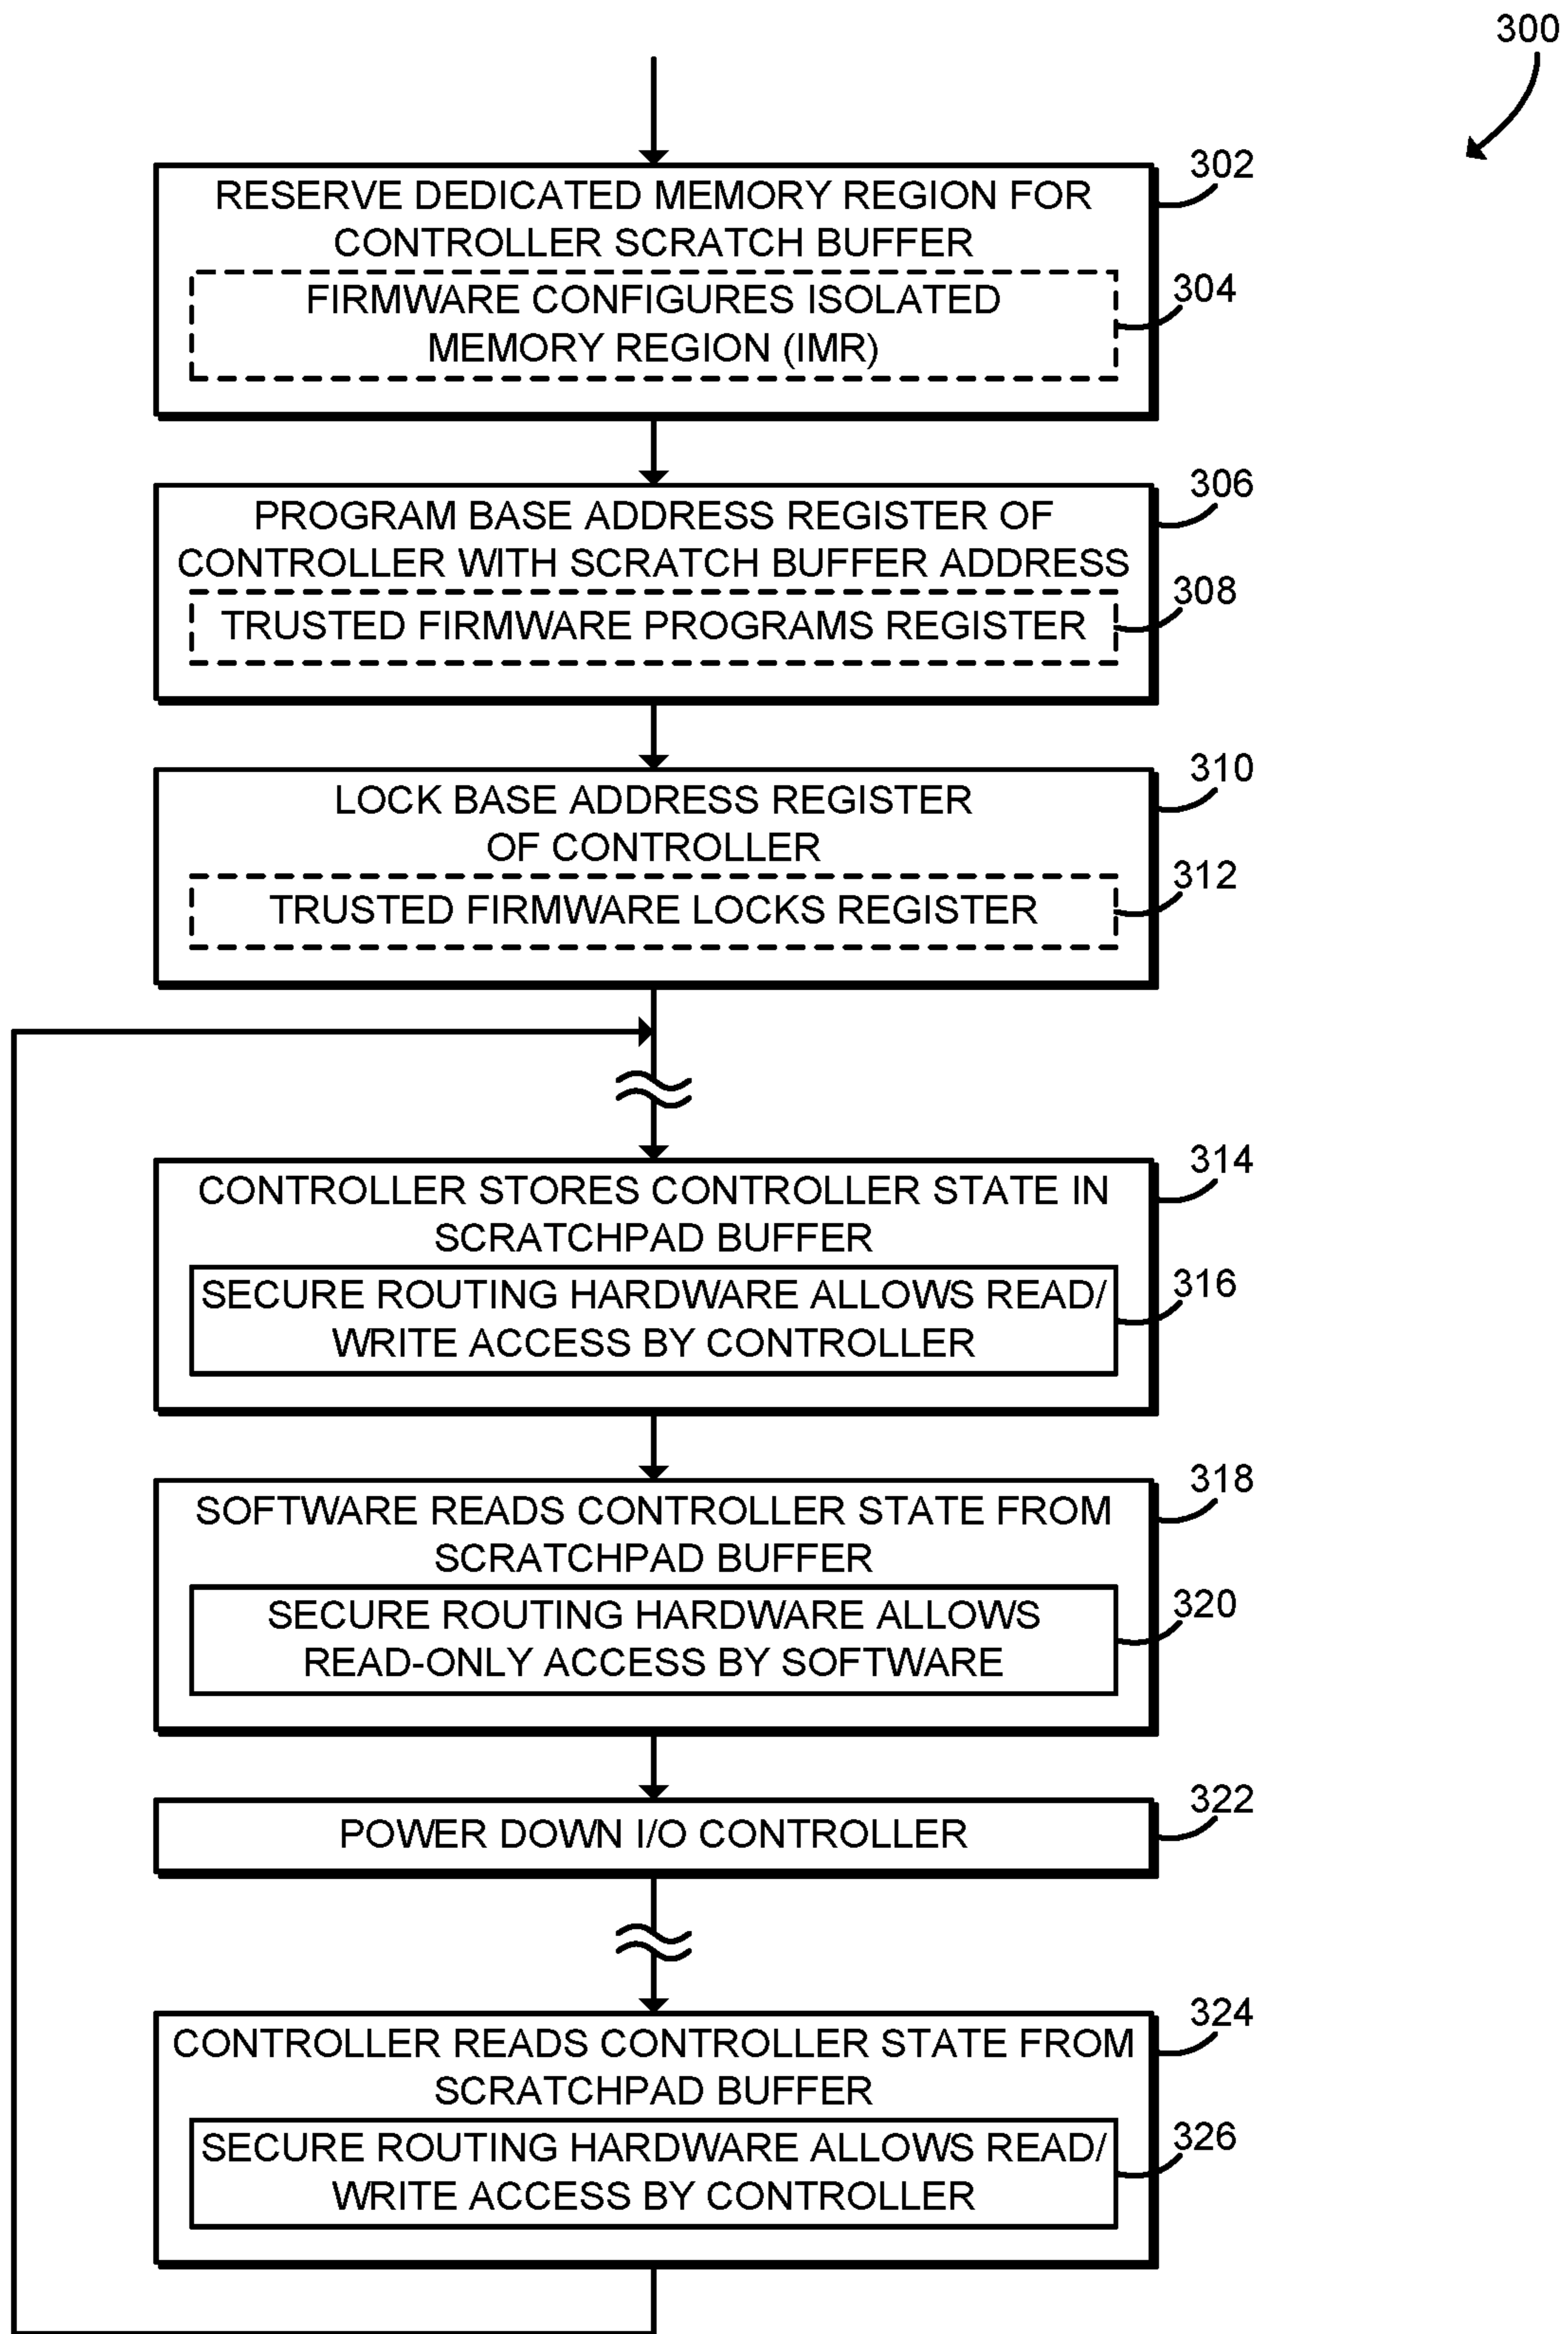 300
302
RESERVE DEDICATED MEMORY REGION FOR
CONTROLLER SCRATCH BUFFER
304
FIRMWARE CONFIGURES ISOLATED
MEMORY REGION (IMR)
306
PROGRAM BASE ADDRESS REGISTER OF
CONTROLLER WITH SCRATCH BUFFER ADDRESS
308
TRUSTED FIRMWARE PROGRAMS REGISTER
310
LOCK BASE ADDRESS REGISTER
OF CONTROLLER
312
TRUSTED FIRMWARE LOCKS REGISTER
314
CONTROLLER STORES CONTROLLER STATE IN
SCRATCHPAD BUFFER
316
SECURE ROUTING HARDWARE ALLOWS READ/
WRITE ACCESS BY CONTROLLER
318
SOFTWARE READS CONTROLLER STATE FROM
SCRATCHPAD BUFFER
320
SECURE ROUTING HARDWARE ALLOWS
READ-ONLY ACCESS BY SOFTWARE
322
POWER DOWN I/O CONTROLLER
324
CONTROLLER READS CONTROLLER STATE FROM
SCRATCHPAD BUFFER
326
SECURE ROUTING HARDWARE ALLOWS READ/
WRITE ACCESS BY CONTROLLER